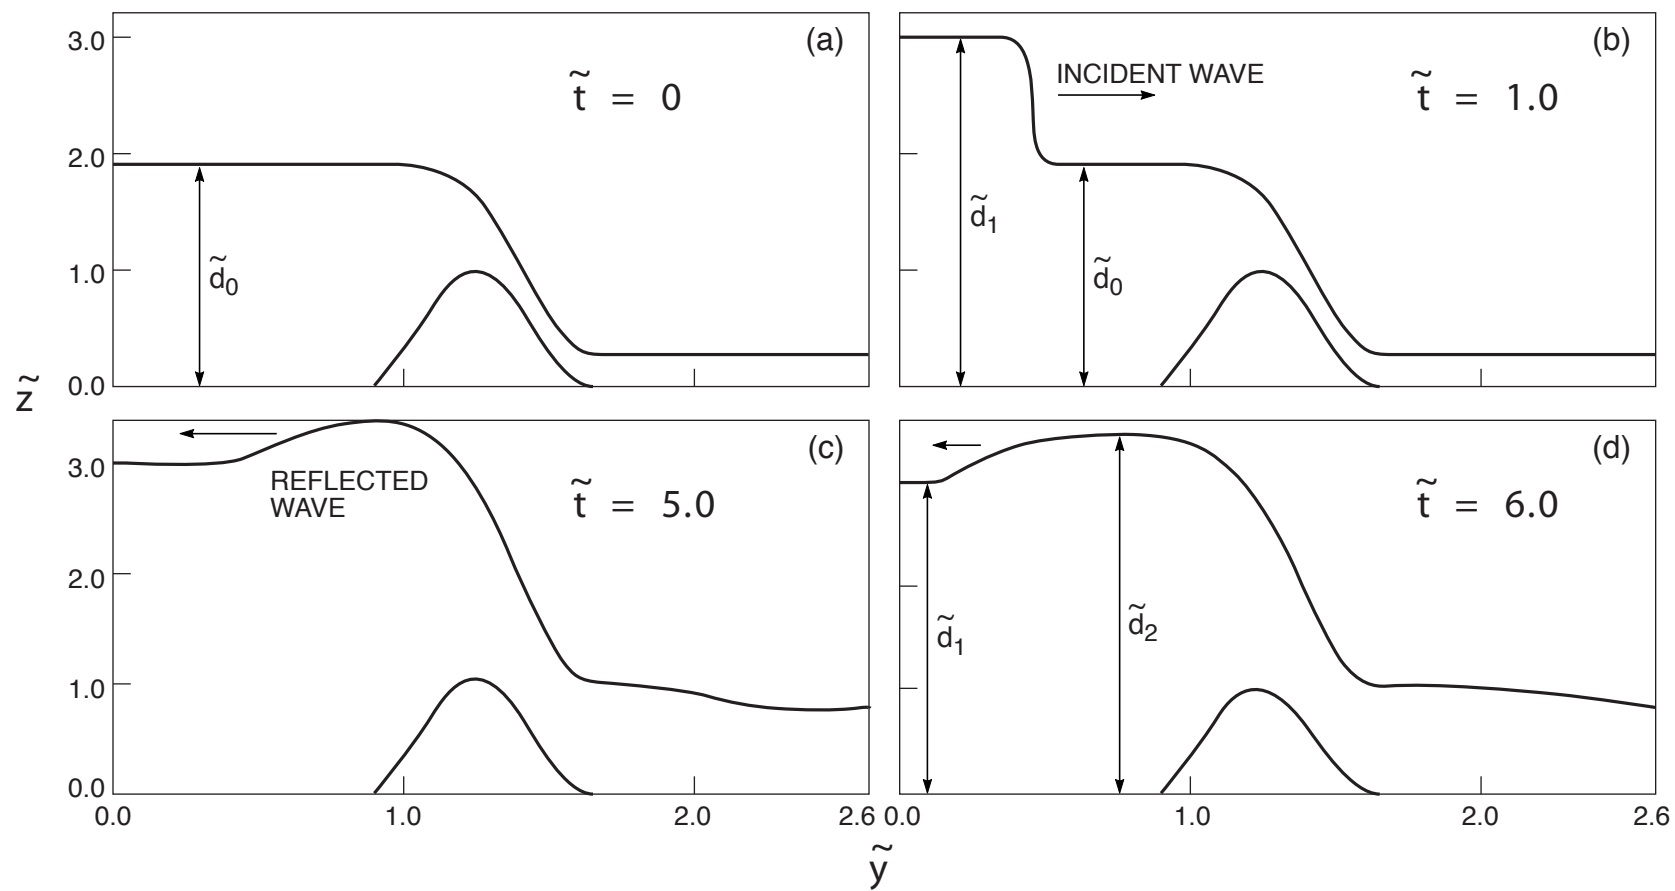 3.0
(a)
t̃ = 0
2.0
d̃0
1.0
0.0
(b)
INCIDENT WAVE
t̃ = 1.0
d̃1
d̃0
z̃
(c)
3.0
REFLECTED
WAVE
t̃ = 5.0
2.0
1.0
0.0
0.0 1.0 2.0 2.6
(d)
t̃ = 6.0
d̃1
d̃2
0.0 1.0 2.0 2.6
ỹ